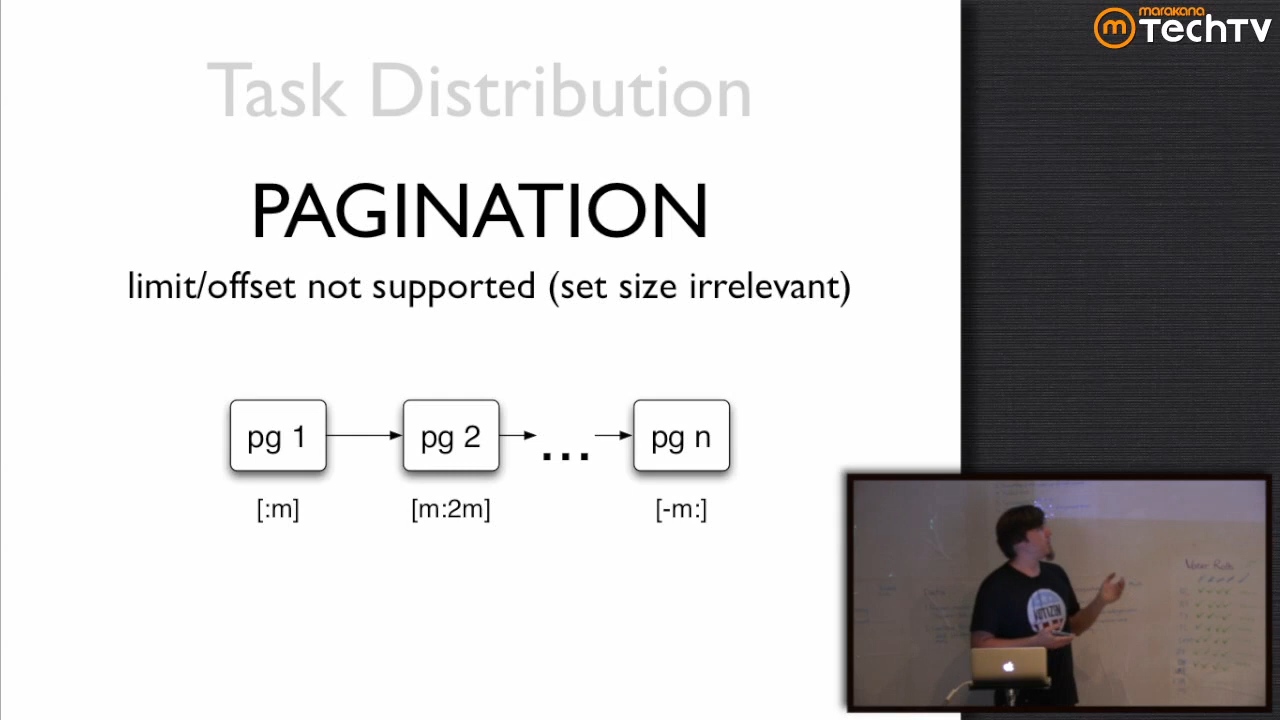 marakana
TechTV
Task Distribution
PAGINATION
limit/offset not supported (set size irrelevant)
pg 1
pg 2
...
pg n
[:m]
[m:2m]
[-m:]